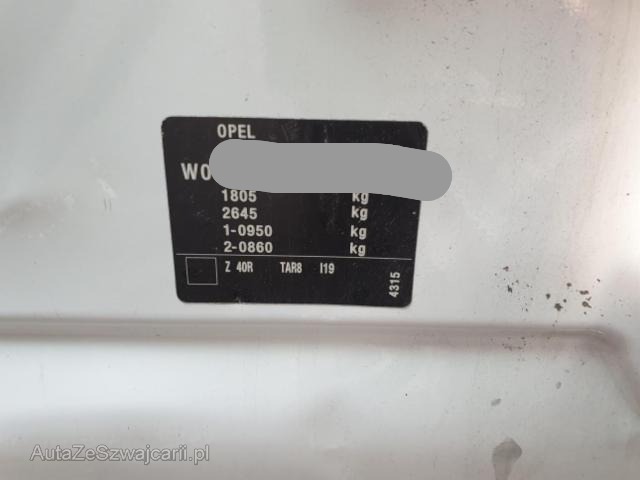 OPEL
W0
1805 kg
2645 kg
1-0950 kg
2-0860 kg
Z 40R TAR8 I19
4315
AutaZeSzwajcarii.pl